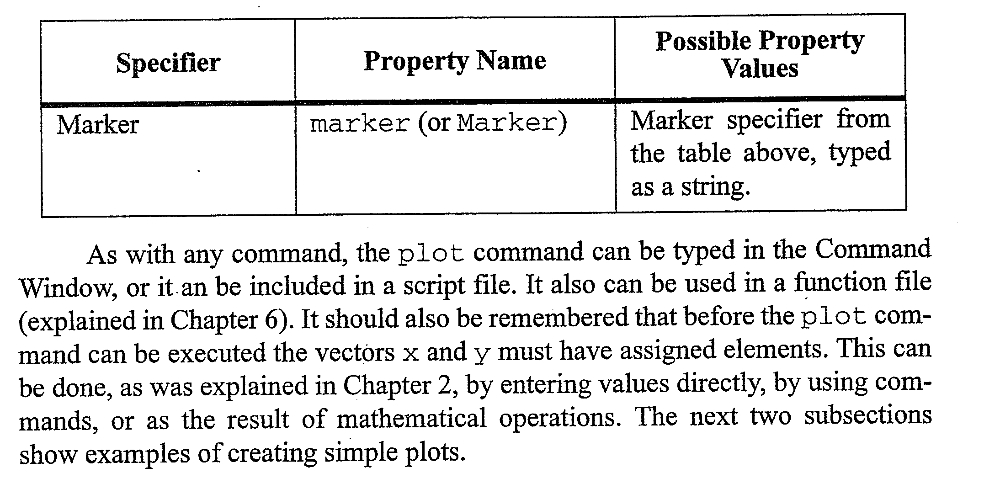 Specifier
Property Name
Possible Property
Values
Marker
marker (or Marker)
Marker specifier from
the table above, typed
as a string.
As with any command, the plot command can be typed in the Command
Window, or it an be included in a script file. It also can be used in a function file
(explained in Chapter 6). It should also be remembered that before the plot com-
mand can be executed the vectors x and y must have assigned elements. This can
be done, as was explained in Chapter 2, by entering values directly, by using com-
mands, or as the result of mathematical operations. The next two subsections
show examples of creating simple plots.